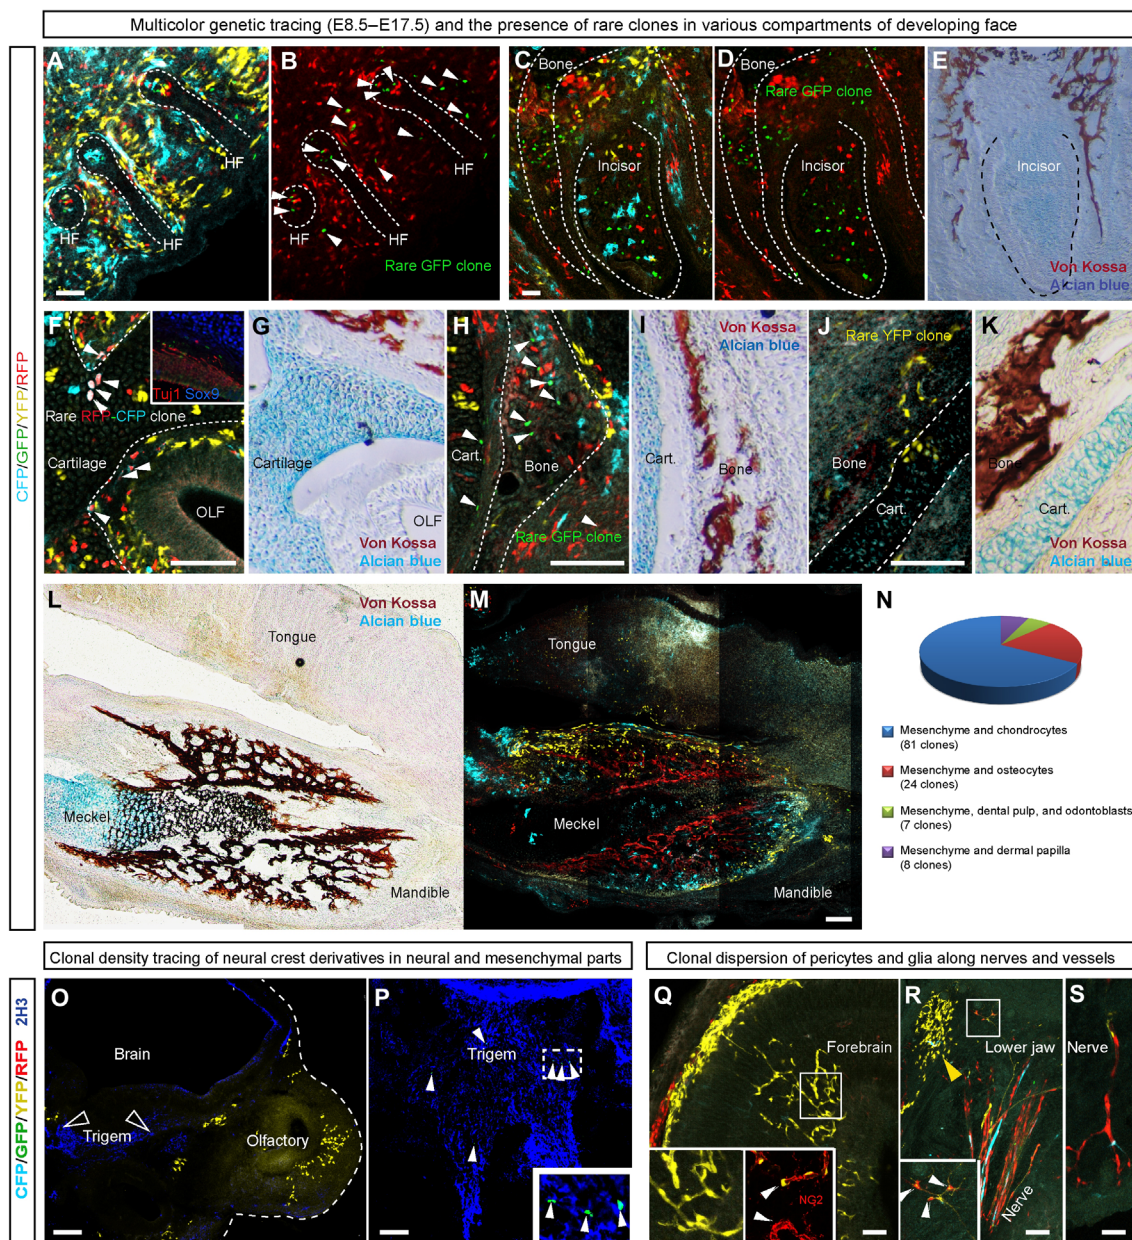 Multicolor genetic tracing (E8.5–E17.5) and the presence of rare clones in various compartments of developing face
CFP/GFP/YFP/RFP
A
HF
HF
HF
B
HF
HF
HF
Rare GFP clone
C
Bone
Incisor
D
Bone
Rare GFP clone
Incisor
E
Incisor
Von Kossa
Alcian blue
F
Tuj1 Sox9
Rare RFP-CFP clone
Cartilage
OLF
G
Cartilage
OLF
Von Kossa
Alcian blue
H
Cart.
Bone
Rare GFP clone
I
Von Kossa
Alcian blue
Cart.
Bone
J
Rare YFP clone
Bone
Cart.
K
Bone
Cart.
Von Kossa
Alcian blue
L
Von Kossa
Alcian blue
Tongue
Meckel
Mandible
M
Tongue
Meckel
Mandible
N
Mesenchyme and chondrocytes
(81 clones)
Mesenchyme and osteocytes
(24 clones)
Mesenchyme, dental pulp, and odontoblasts
(7 clones)
Mesenchyme and dermal papilla
(8 clones)
Clonal density tracing of neural crest derivatives in neural and mesenchymal parts
Clonal dispersion of pericytes and glia along nerves and vessels
CFP/GFP/YFP/RFP 2H3
O
Brain
Trigem
Olfactory
P
Trigem
Q
Forebrain
NG2
R
Lower jaw
Nerve
S
Nerve